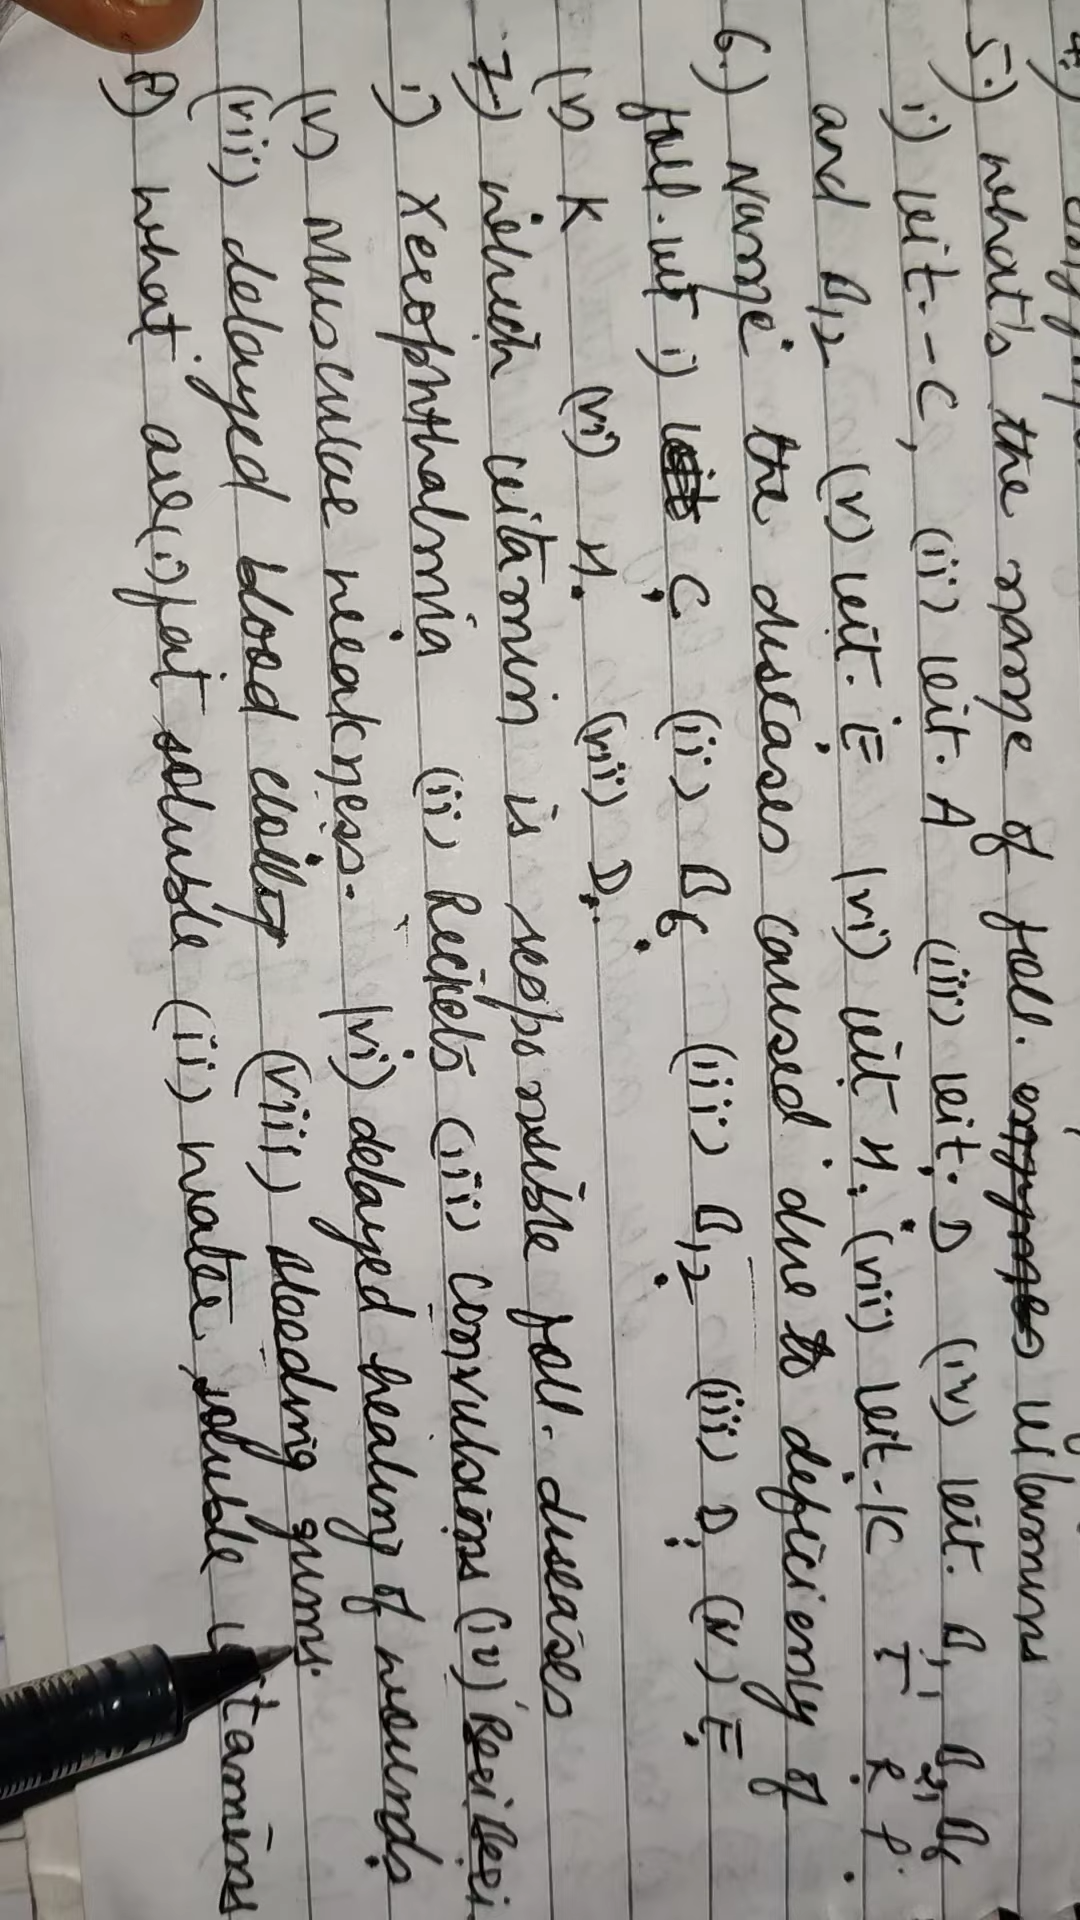 5.) what's the name of foll. vitamins
i) vit.-C, (ii) vit. A (iii) vit. D (iv) vit. B1, B2, B6
and B12 (v) vit. E (vi) vit H. (vii) vit-K T R P.
6.) Name the diseases caused due to deficiency of
foll. vit i) C (ii) B6 (iii) B12 (iii) D (iv) E
(v) K (vi) H. (vii) D.
7.) which vitamin is responsible foll. diseases
i) Xerophthalmia (ii) Rickets (iii) convulsions (iv) Beri Beri
(v) Muscular weakness. (vi) delayed healing of wounds
(vii) delayed blood clott (viii) bleeding gums.
8) what are (i) fat soluble (ii) water soluble vitamins